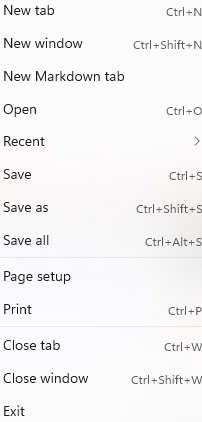 New tab Ctrl+N
New window Ctrl+Shift+N
New Markdown tab
Open Ctrl+O
Recent
Save Ctrl+S
Save as Ctrl+Shift+S
Save all Ctrl+Alt+S
Page setup
Print Ctrl+P
Close tab Ctrl+W
Close window Ctrl+Shift+W
Exit